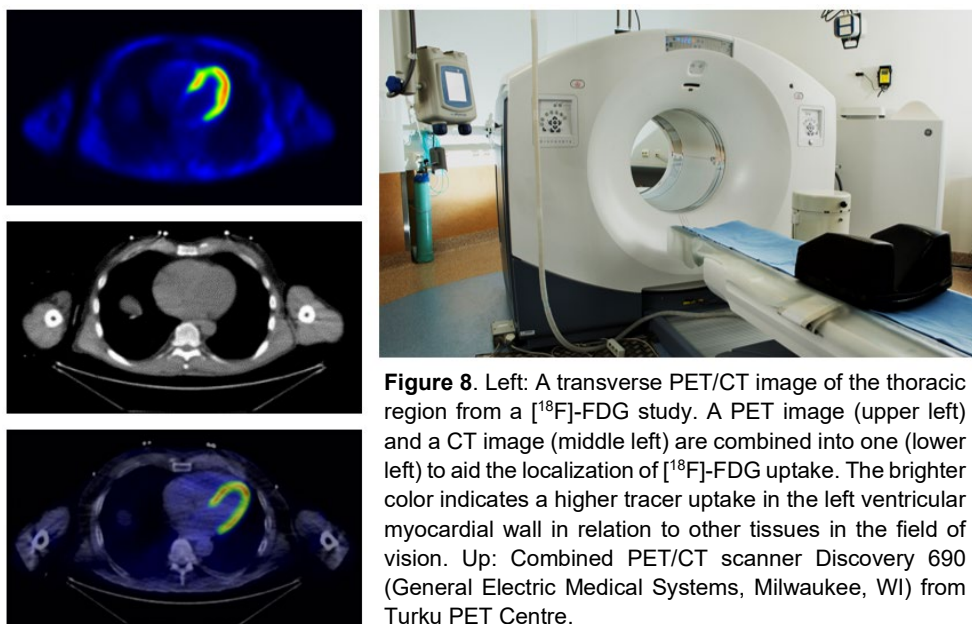 Figure 8. Left: A transverse PET/CT image of the thoracic
region from a [¹⁸F]-FDG study. A PET image (upper left)
and a CT image (middle left) are combined into one (lower
left) to aid the localization of [¹⁸F]-FDG uptake. The brighter
color indicates a higher tracer uptake in the left ventricular
myocardial wall in relation to other tissues in the field of
vision. Up: Combined PET/CT scanner Discovery 690
(General Electric Medical Systems, Milwaukee, WI) from
Turku PET Centre.